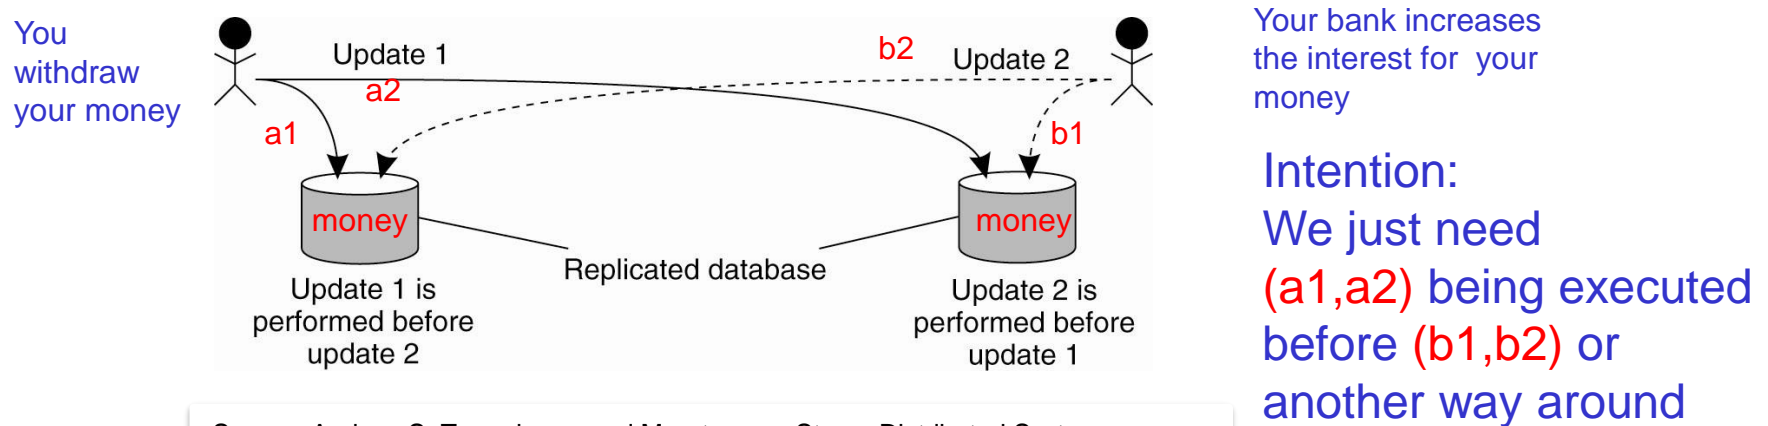 You
withdraw
your money
Update 1
a2
a1
b2
Update 2
b1
Your bank increases
the interest for your
money
money
money
Replicated database
Update 1 is
performed before
update 2
Update 2 is
performed before
update 1
Intention:
We just need
(a1,a2) being executed
before (b1,b2) or
another way around